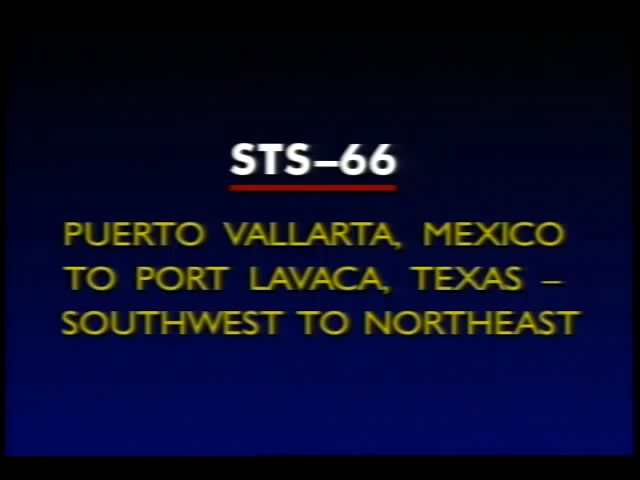 STS–66
PUERTO VALLARTA, MEXICO
TO PORT LAVACA, TEXAS –
SOUTHWEST TO NORTHEAST